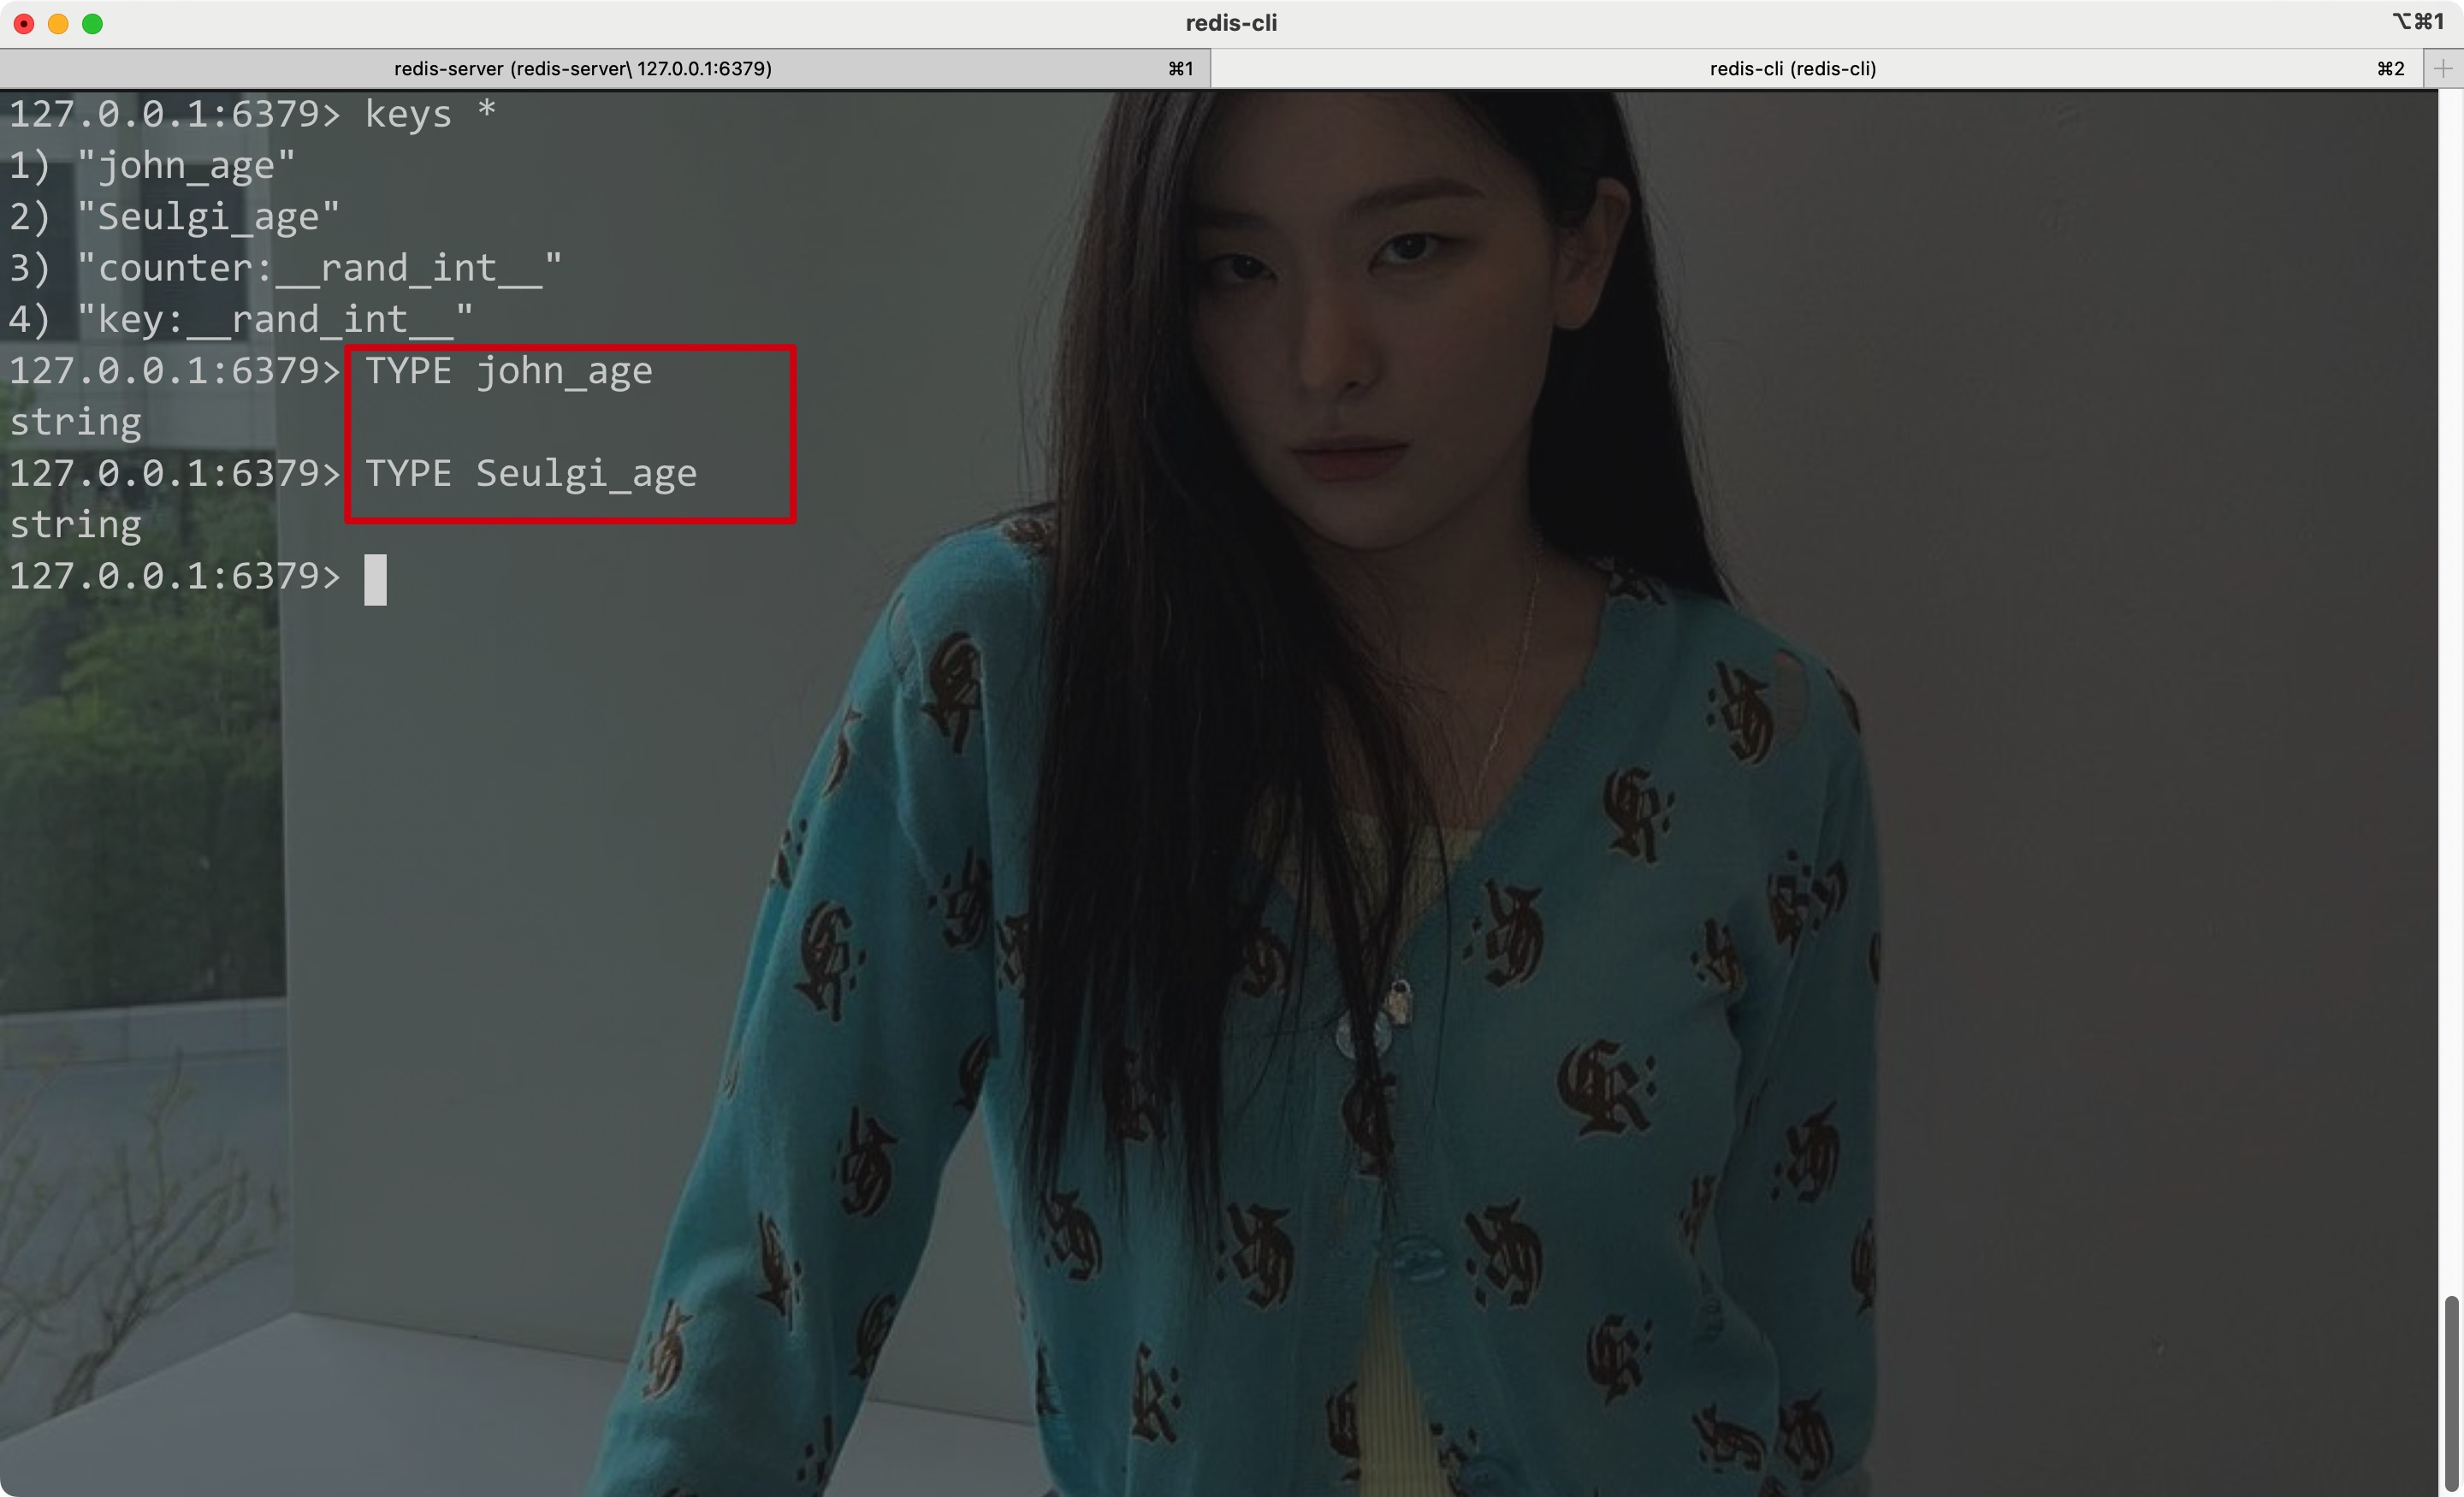 redis-cli
⌥⌘1
redis-server (redis-server\ 127.0.0.1:6379)
⌘1
redis-cli (redis-cli)
⌘2
127.0.0.1:6379> keys *
1) "john_age"
2) "Seulgi_age"
3) "counter:__rand_int__"
4) "key:__rand_int__"
127.0.0.1:6379> TYPE john_age
string
127.0.0.1:6379> TYPE Seulgi_age
string
127.0.0.1:6379>